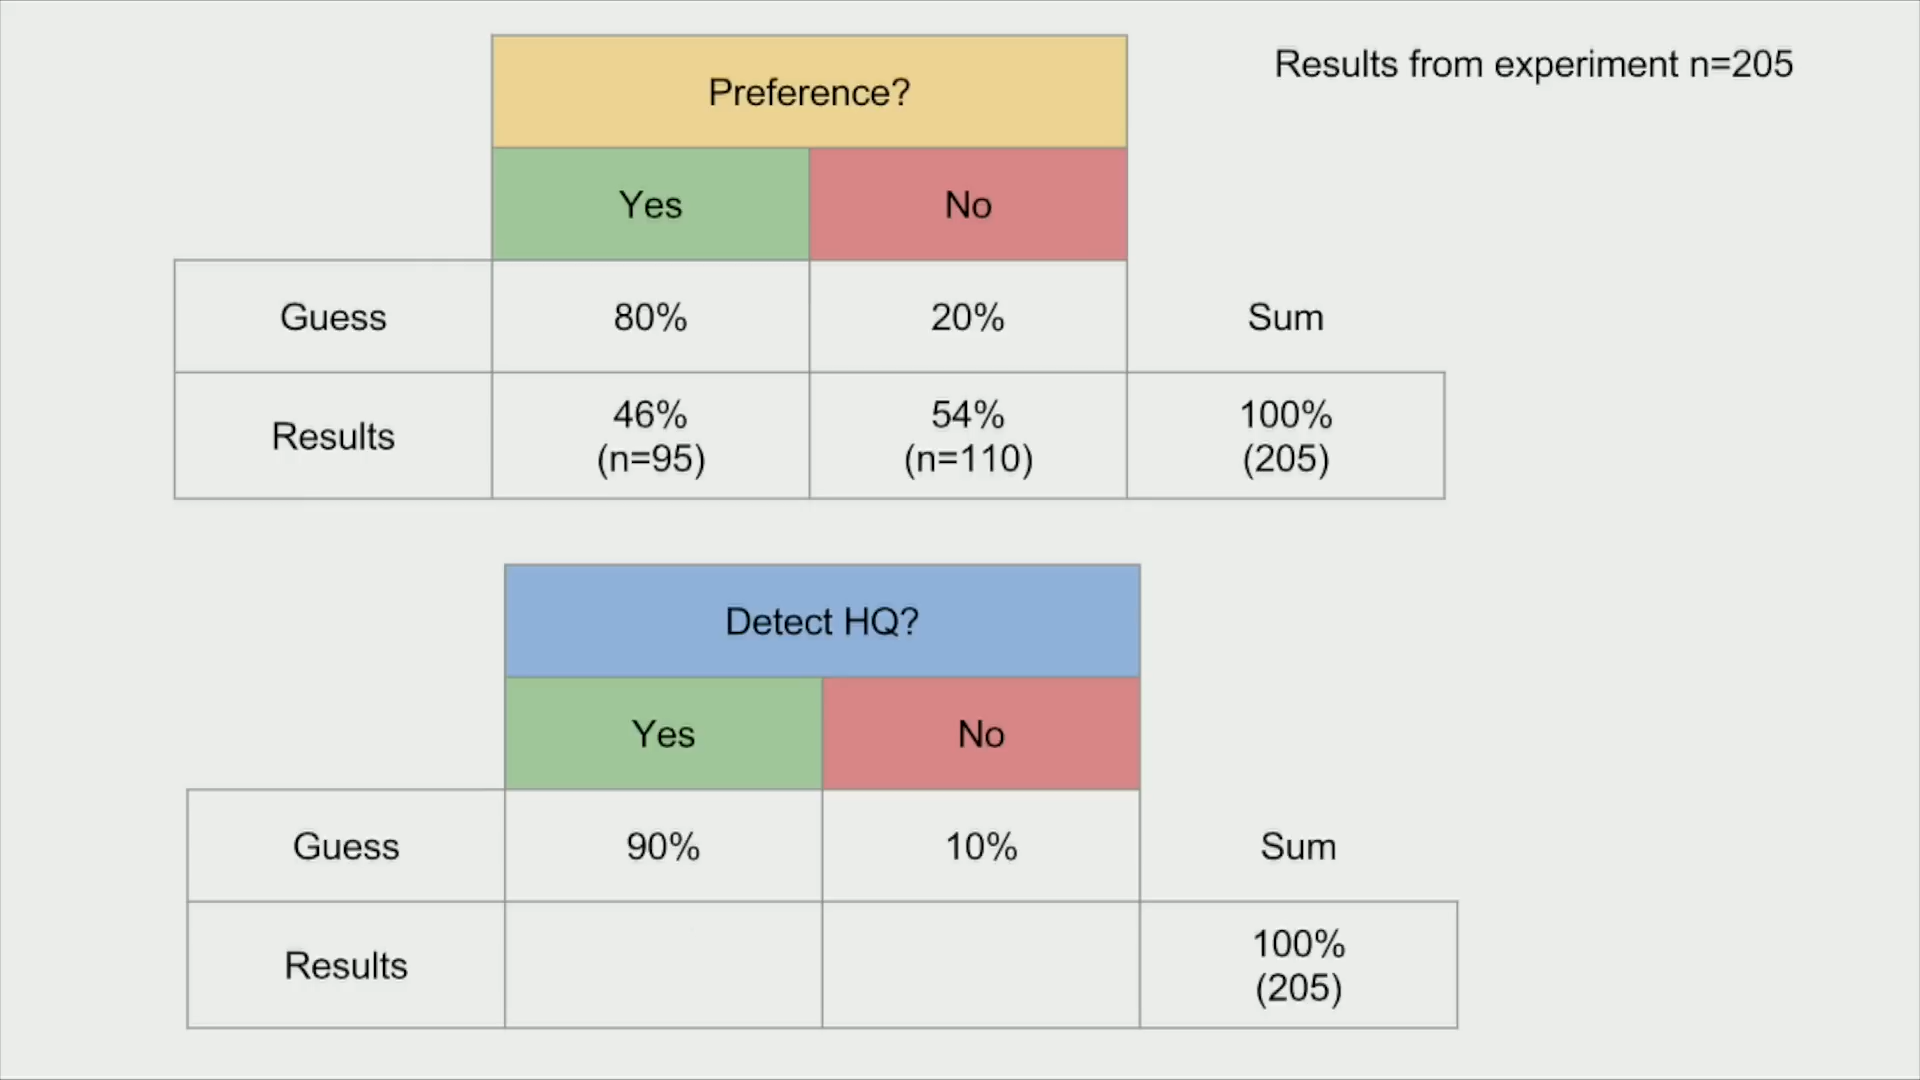 Results from experiment n=205
Preference?
Yes No
Guess 80% 20% Sum
Results 46% 54% 100%
(n=95) (n=110) (205)
Detect HQ?
Yes No
Guess 90% 10% Sum
Results 100%
(205)